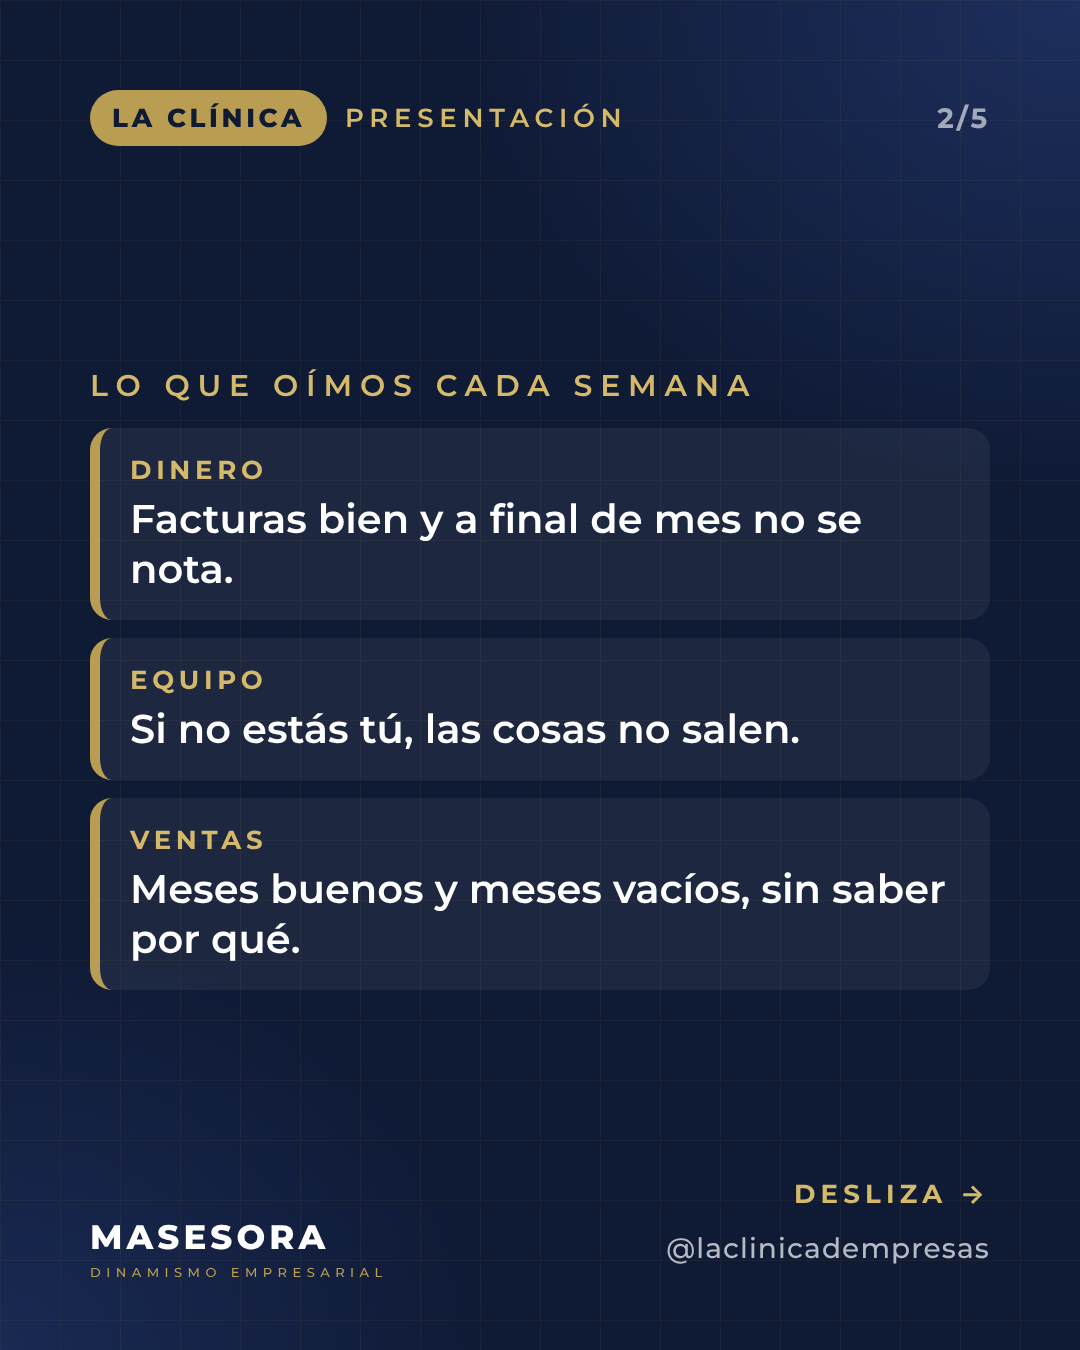 LA CLÍNICA PRESENTACIÓN 2/5
LO QUE OÍMOS CADA SEMANA
DINERO
Facturas bien y a final de mes no se
nota.
EQUIPO
Si no estás tú, las cosas no salen.
VENTAS
Meses buenos y meses vacíos, sin saber
por qué.
DESLIZA →
MASESORA
DINAMISMO EMPRESARIAL
@laclinicadempresas